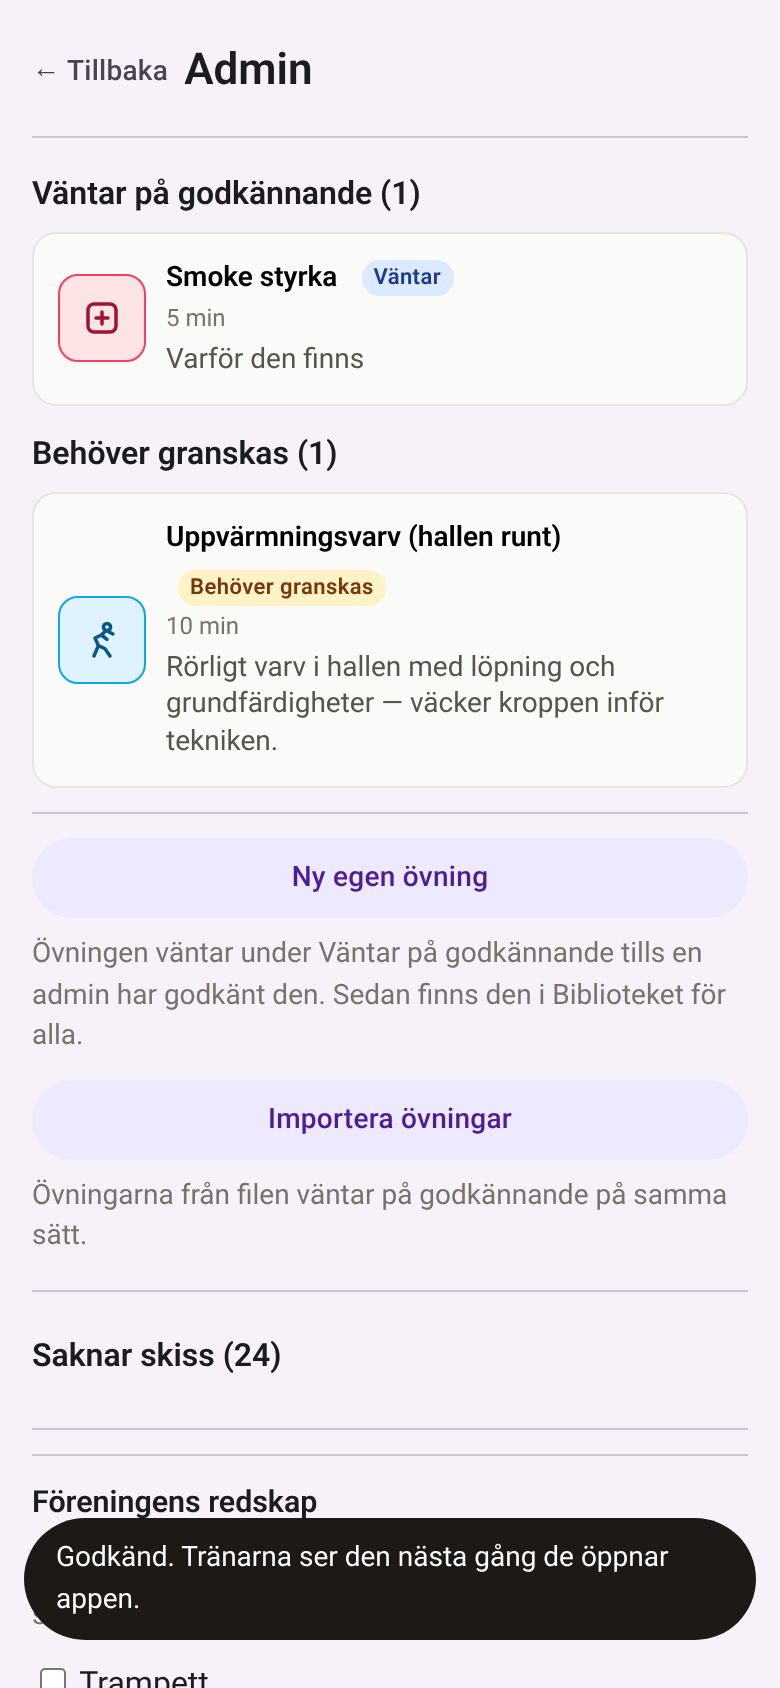 ← Tillbaka Admin
Väntar på godkännande (1)
Smoke styrka Väntar
5 min
Varför den finns
Behöver granskas (1)
Uppvärmningsvarv (hallen runt)
Behöver granskas
10 min
Rörligt varv i hallen med löpning och
grundfärdigheter — väcker kroppen inför
tekniken.
Ny egen övning
Övningen väntar under Väntar på godkännande tills en
admin har godkänt den. Sedan finns den i Biblioteket för
alla.
Importera övningar
Övningarna från filen väntar på godkännande på samma
sätt.
Saknar skiss (24)
Föreningens redskap
Godkänd. Tränarna ser den nästa gång de öppnar
appen.
Trampett